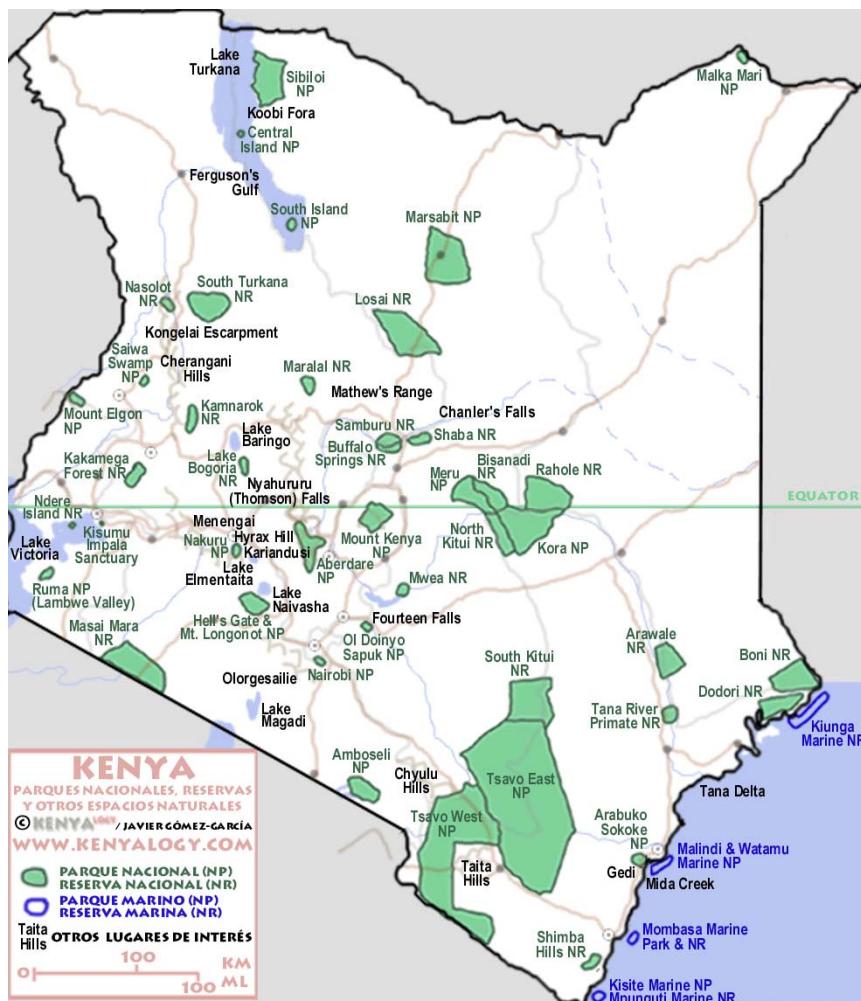 Lake
Turkana
Sibiloi
NP
Malka Mari
NP
Koobi Fora
Central
Island NP
Ferguson's
Gulf
South Island
NP
Marsabit NP
Nasolot
NR
South Turkana
NR
Losai NR
Kongelai Escarpment
Saiwa
Swamp
NP
Cherangani
Hills
Maralal NR
Mathew's Range
Mount Elgon
NP
Kamnarok
NR
Chanler's Falls
Lake
Baringo
Samburu NR
Shaba NR
Buffalo
Springs NR
Kakamega
Forest NR
Lake
Bogoria
NR
Meru
NP
Bisanadi
NR
Rahole NR
Nyahururu
(Thomson) Falls
EQUATOR
Ndere
Island NR
Menengai
Hyrax Hill
Kisumu
Impala
Sanctuary
Nakuru
NP
Kariandusi
Mount Kenya
NP
North
Kitui NR
Kora NP
Lake
Victoria
Lake
Elmentaita
Aberdare
NP
Mwea NR
Ruma NP
(Lambwe Valley)
Lake
Naivasha
Hell's Gate &
Mt. Longonot NP
Fourteen Falls
Masai Mara
NR
Ol Doinyo
Sapuk NP
Arawale
NR
Boni NR
South Kitui
NR
Olorgesailie
Nairobi NP
Dodori NR
Tana River
Primate NR
Kiunga
Marine NR
Lake
Magadi
Amboseli
NP
Chyulu
Hills
Tsavo East
NP
Tana Delta
Tsavo West
NP
Arabuko
Sokoke
NP
Malindi & Watamu
Marine NP
Taita
Hills
Gedi
Mida Creek
Shimba
Hills NR
Mombasa Marine
Park & NR
Kisite Marine NP
Mpunguti Marine NR
KENYA
PARQUES NACIONALES, RESERVAS
Y OTROS ESPACIOS NATURALES
© KENYALOGY / JAVIER GÓMEZ-GARCÍA
WWW.KENYALOGY.COM
PARQUE NACIONAL (NP)
RESERVA NACIONAL (NR)
PARQUE MARINO (NP)
RESERVA MARINA (NR)
Taita
Hills OTROS LUGARES DE INTERÉS
0 100 KM
100 ML